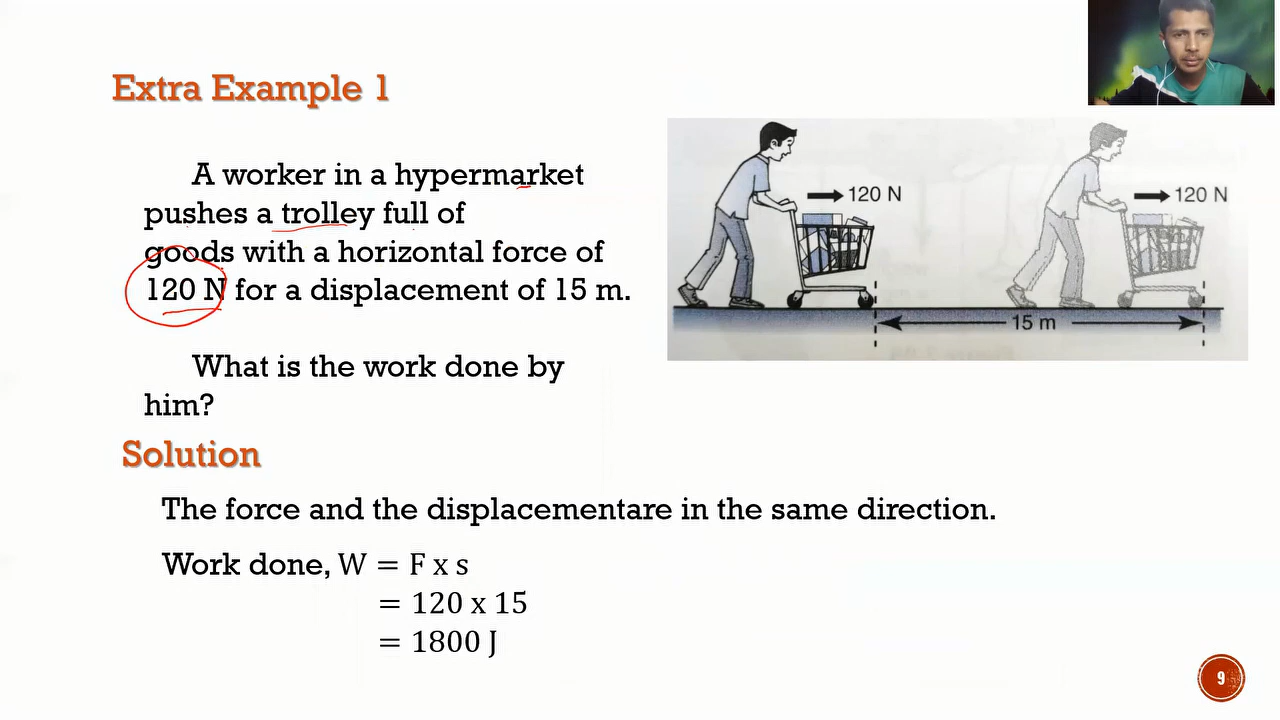 Extra Example 1
A worker in a hypermarket
pushes a trolley full of
goods with a horizontal force of
120 N for a displacement of 15 m.
What is the work done by
him?
120 N
120 N
15 m
Solution
The force and the displacementare in the same direction.
Work done, W = F x s
= 120 x 15
= 1800 J
9